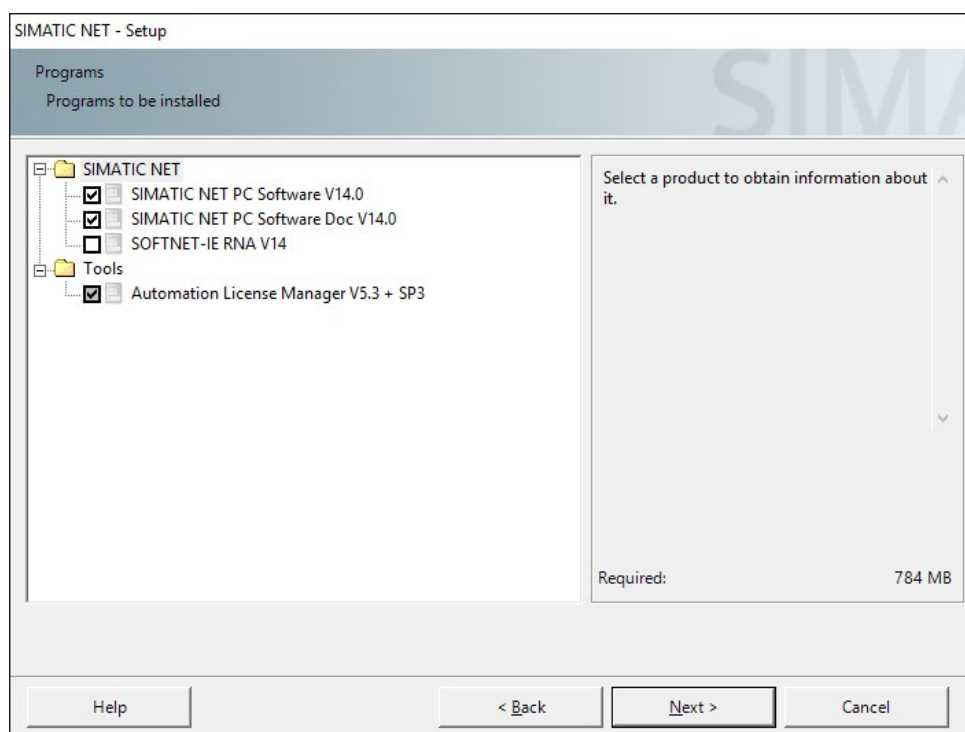 SIMATIC NET - Setup
Programs
Programs to be installed
SIMA
SIMATIC NET
SIMATIC NET PC Software V14.0
SIMATIC NET PC Software Doc V14.0
SOFTNET-IE RNA V14
Tools
Automation License Manager V5.3 + SP3
Select a product to obtain information about
it.
Required: 784 MB
Help
< Back
Next >
Cancel